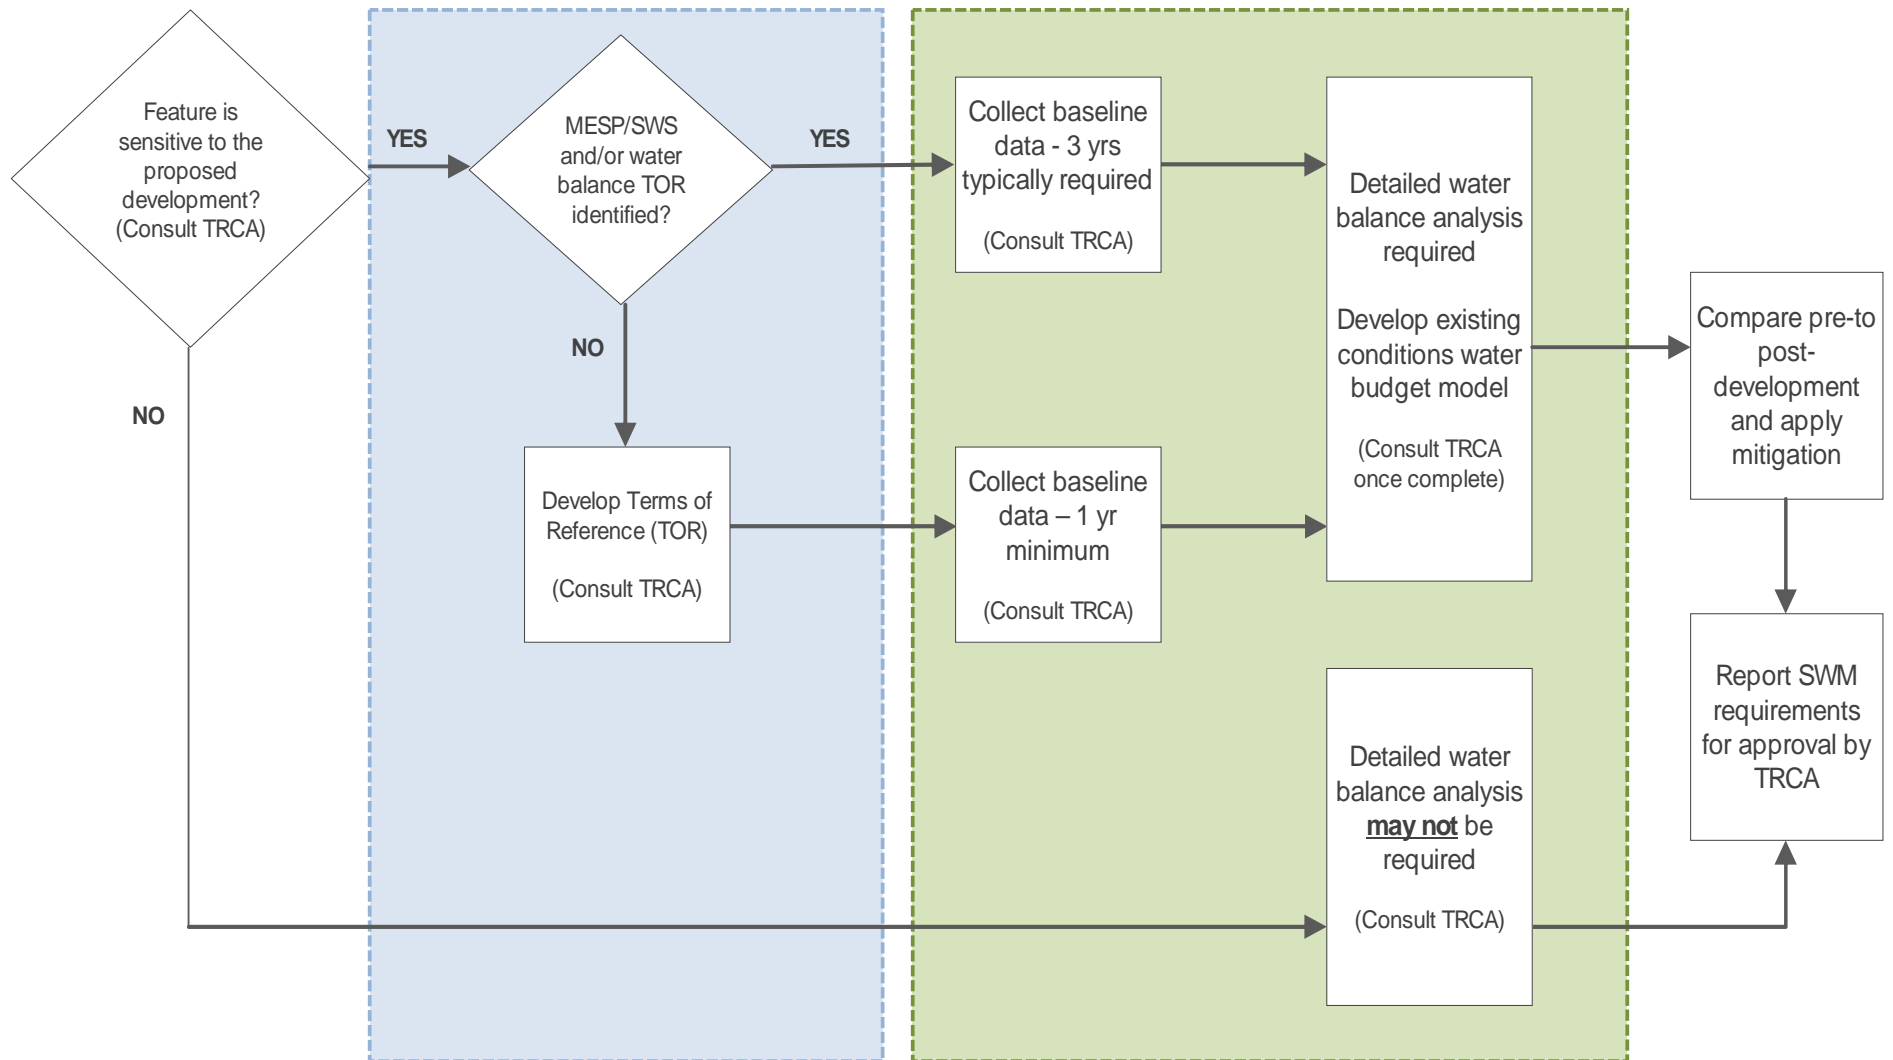 Feature is
sensitive to the
proposed
development?
(Consult TRCA)
YES
NO
MESP/SWS
and/or water
balance TOR
identified?
YES
NO
Develop Terms of
Reference (TOR)
(Consult TRCA)
Collect baseline
data - 3 yrs
typically required
(Consult TRCA)
Collect baseline
data – 1 yr
minimum
(Consult TRCA)
Detailed water
balance analysis
required
Develop existing
conditions water
budget model
(Consult TRCA
once complete)
Detailed water
balance analysis
may not be
required
(Consult TRCA)
Compare pre-to
post-
development
and apply
mitigation
Report SWM
requirements
for approval by
TRCA